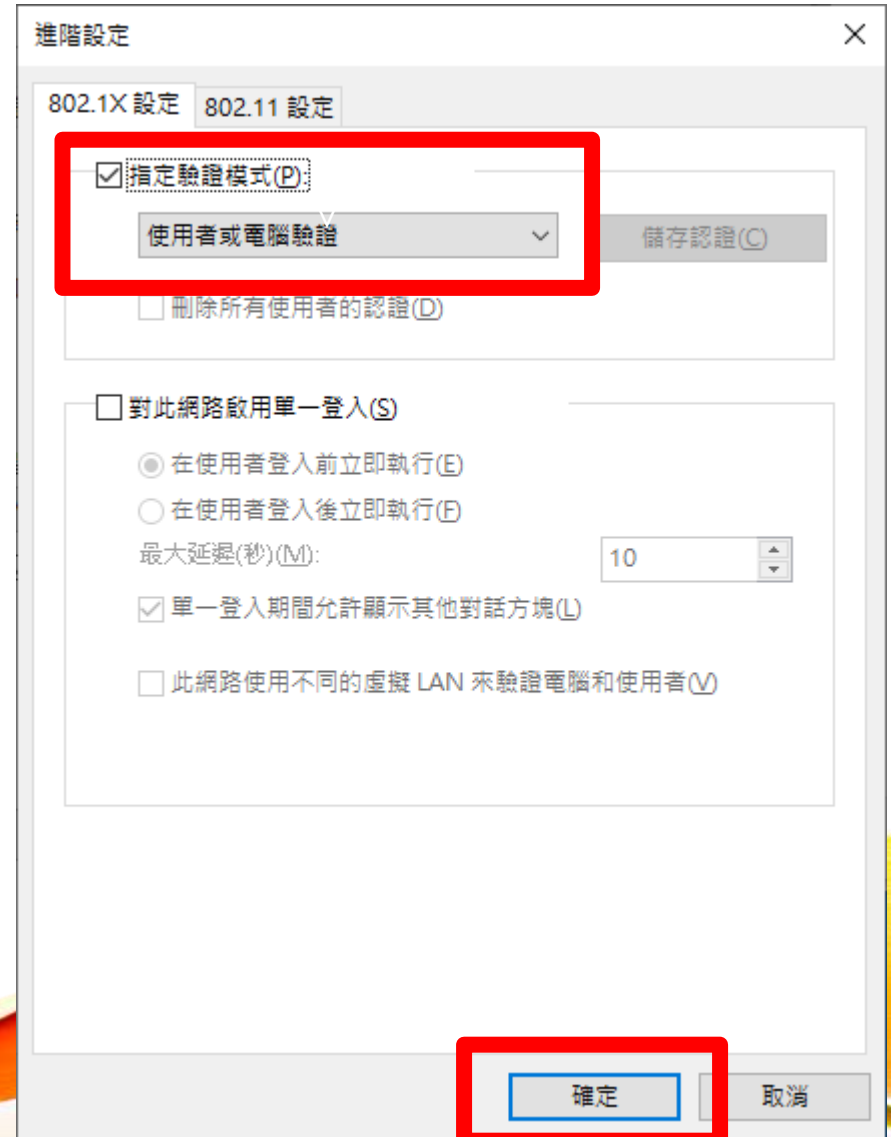 進階設定
802.1X 設定 802.11 設定
指定驗證模式(P):
使用者或電腦驗證
儲存認證(C)
刪除所有使用者的認證(D)
對此網路啟用單一登入(S)
在使用者登入前立即執行(E)
在使用者登入後立即執行(F)
最大延遲(秒)(M):
10
單一登入期間允許顯示其他對話方塊(L)
此網路使用不同的虛擬 LAN 來驗證電腦和使用者(V)
確定
取消